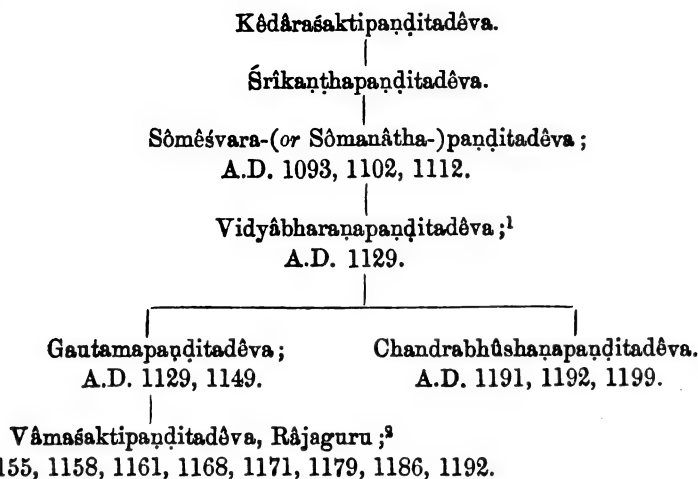 Kêdâraśaktipaṇḍitadêva.
Śrîkaṇṭhapaṇḍitadêva.
Sômêśvara-(or Sômanâtha-)paṇḍitadêva;
A.D. 1093, 1102, 1112.
Vidyâbharaṇapaṇḍitadêva;¹
A.D. 1129.
Gautamapaṇḍitadêva; Chandrabhûshaṇapaṇḍitadêva.
A.D. 1129, 1149. A.D. 1191, 1192, 1199.
Vâmaśaktipaṇḍitadêva, Râjaguru;²
155, 1158, 1161, 1168, 1171, 1179, 1186, 1192.